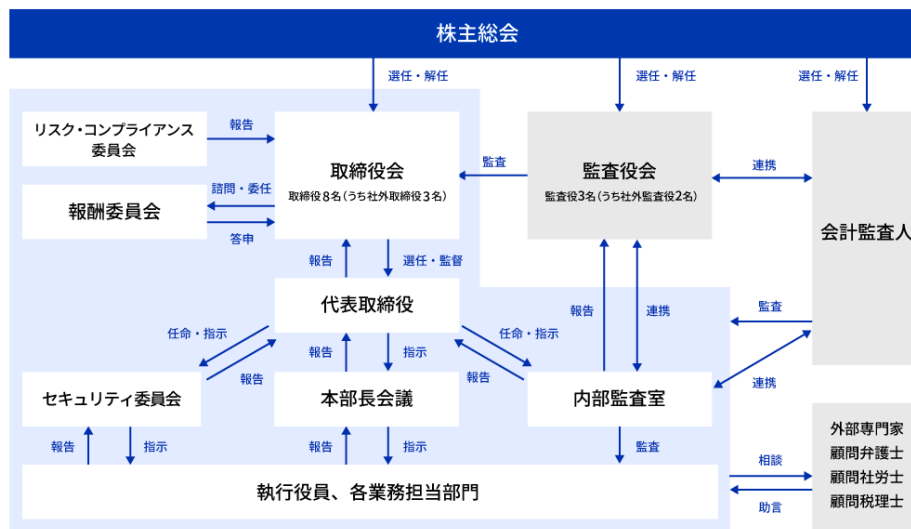 株主総会
選任・解任
選任・解任
選任・解任
リスク・コンプライアンス
委員会
報告
取締役会
取締役8名(うち社外取締役3名)
監査
監査役会
監査役3名(うち社外監査役2名)
連携
会計監査人
諮問・委任
報酬委員会
答申
報告
選任・監督
代表取締役
報告
連携
監査
任命・指示
報告
報告
指示
任命・指示
報告
連携
セキュリティ委員会
本部長会議
内部監査室
報告
指示
報告
指示
監査
執行役員、各業務担当部門
相談
助言
外部専門家
顧問弁護士
顧問社労士
顧問税理士